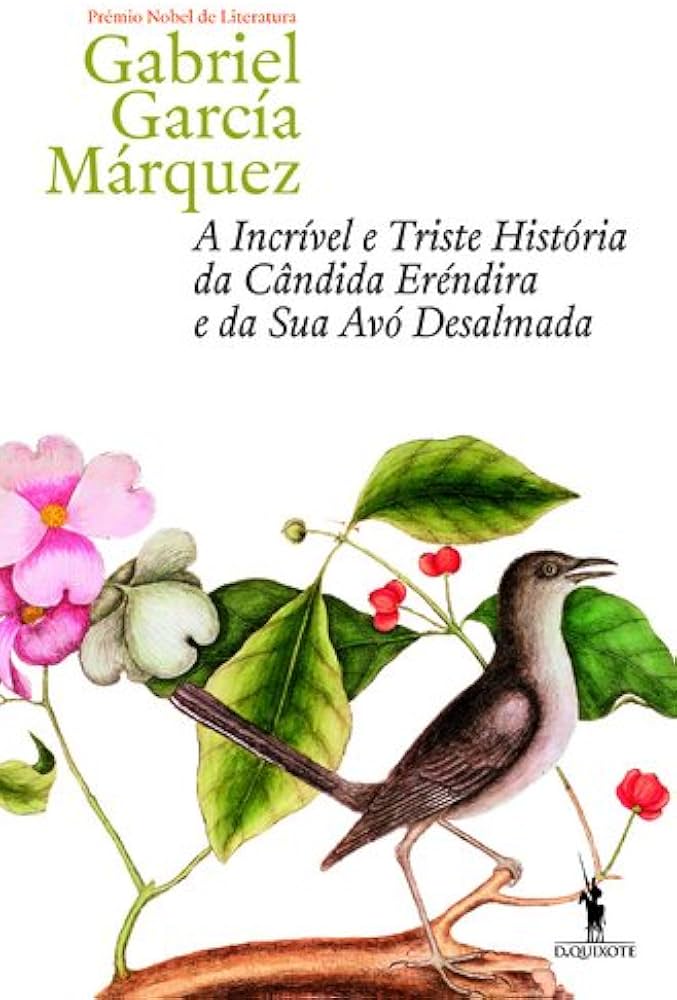 Prémio Nobel de Literatura
Gabriel
García
Márquez
A Incrível e Triste História
da Cândida Eréndira
e da Sua Avó Desalmada
D.QUIXOTE